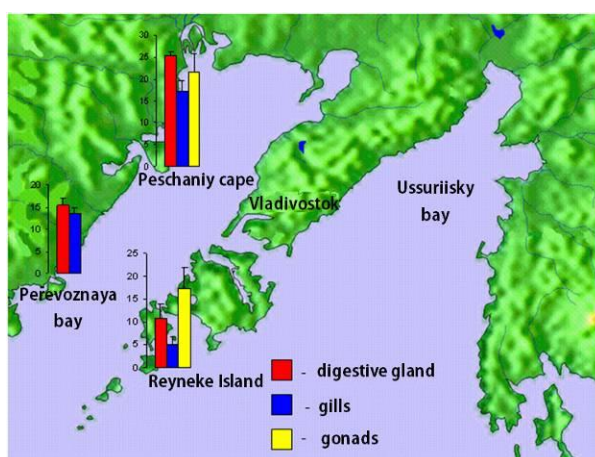 30
25
20
15
10
5
0
Peschaniy cape
Vladivostok
Ussuriisky
bay
20
15
10
5
0
Perevoznaya
bay
25
20
15
10
5
0
Reyneke Island
- digestive gland
- gills
- gonads